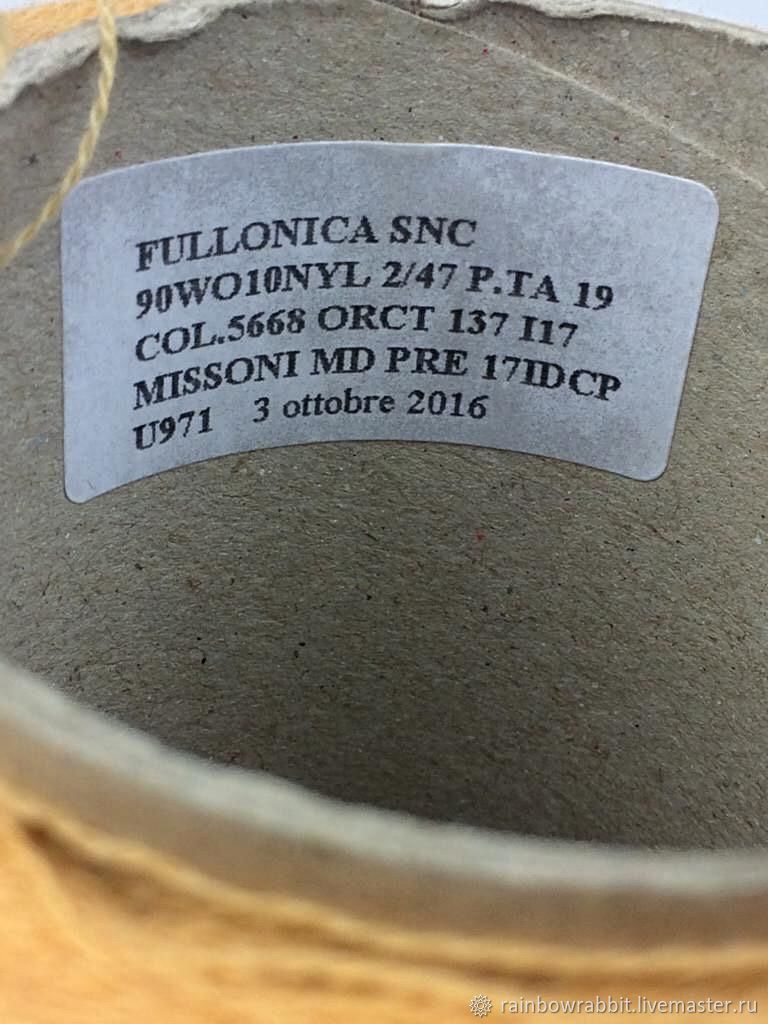 FULLONICA SNC
90WO10NYL 2/47 P.TA 19
COL.5668 ORCT 137 I17
MISSONI MD PRE 17IDCP
U971 3 ottobre 2016
rainbowrabbit.livemaster.ru